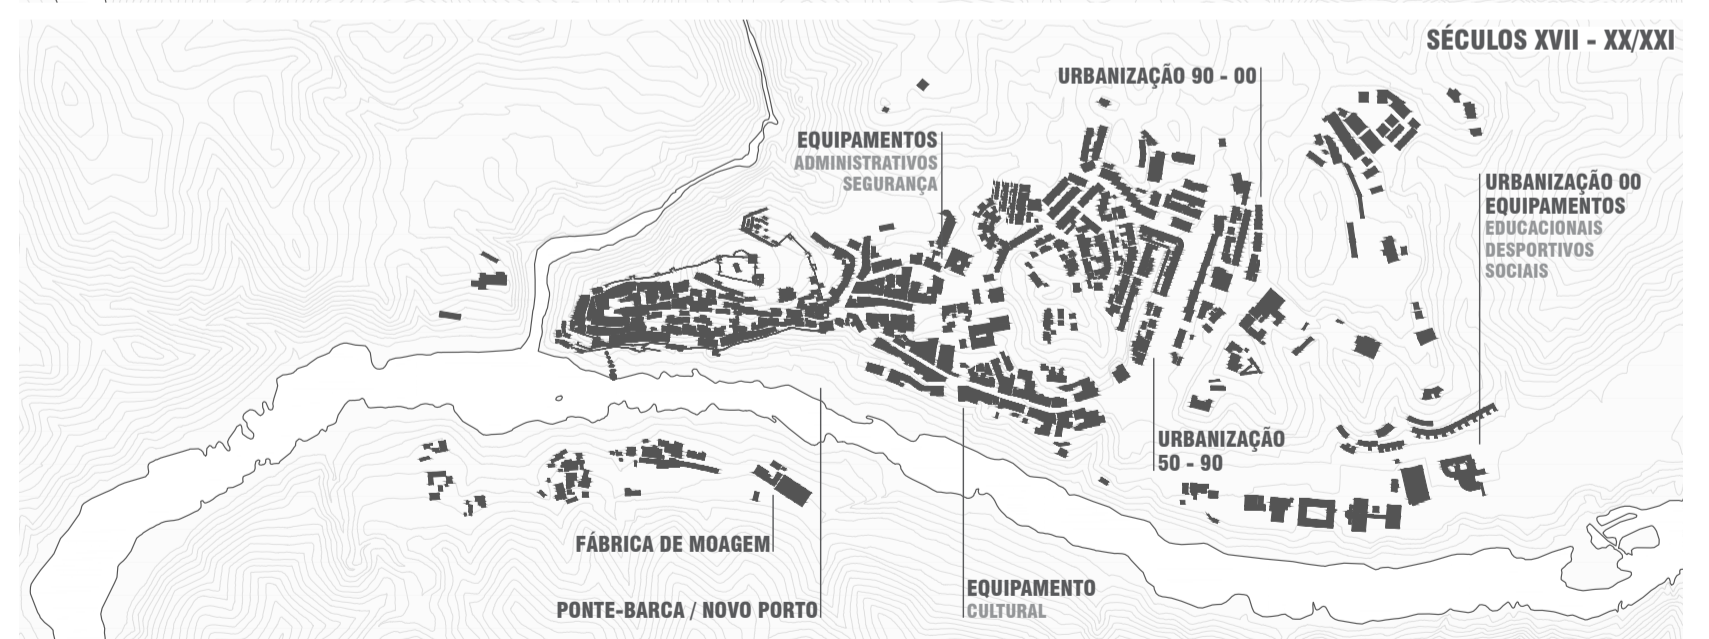 SÉCULOS XVII - XX/XXI
URBANIZAÇÃO 90 - 00
EQUIPAMENTOS
ADMINISTRATIVOS
SEGURANÇA
URBANIZAÇÃO 00
EQUIPAMENTOS
EDUCACIONAIS
DESPORTIVOS
SOCIAIS
URBANIZAÇÃO
50 - 90
FÁBRICA DE MOAGEM
PONTE-BARCA / NOVO PORTO
EQUIPAMENTO
CULTURAL